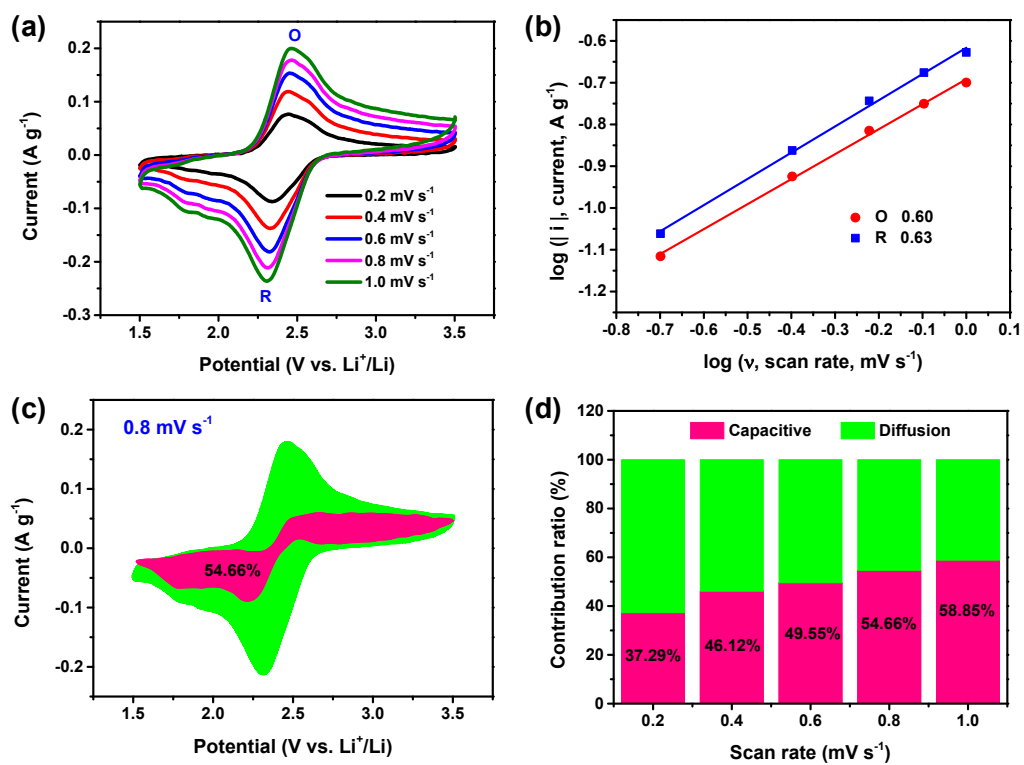 (a)
O
R
0.2 mV s⁻¹
0.4 mV s⁻¹
0.6 mV s⁻¹
0.8 mV s⁻¹
1.0 mV s⁻¹
0.2
0.1
0.0
-0.1
-0.2
-0.3
Current (A g⁻¹)
1.5 2.0 2.5 3.0 3.5
Potential (V vs. Li⁺/Li)
(b)
-0.6
-0.7
-0.8
-0.9
-1.0
-1.1
-1.2
log (| i |, current, A g⁻¹)
O 0.60
R 0.63
-0.8 -0.7 -0.6 -0.5 -0.4 -0.3 -0.2 -0.1 0.0 0.1
log (ν, scan rate, mV s⁻¹)
(c)
0.8 mV s⁻¹
0.2
0.1
0.0
-0.1
-0.2
Current (A g⁻¹)
54.66%
1.5 2.0 2.5 3.0 3.5
Potential (V vs. Li⁺/Li)
(d)
Capacitive Diffusion
120
100
80
60
40
20
0
Contribution ratio (%)
37.29% 46.12% 49.55% 54.66% 58.85%
0.2 0.4 0.6 0.8 1.0
Scan rate (mV s⁻¹)